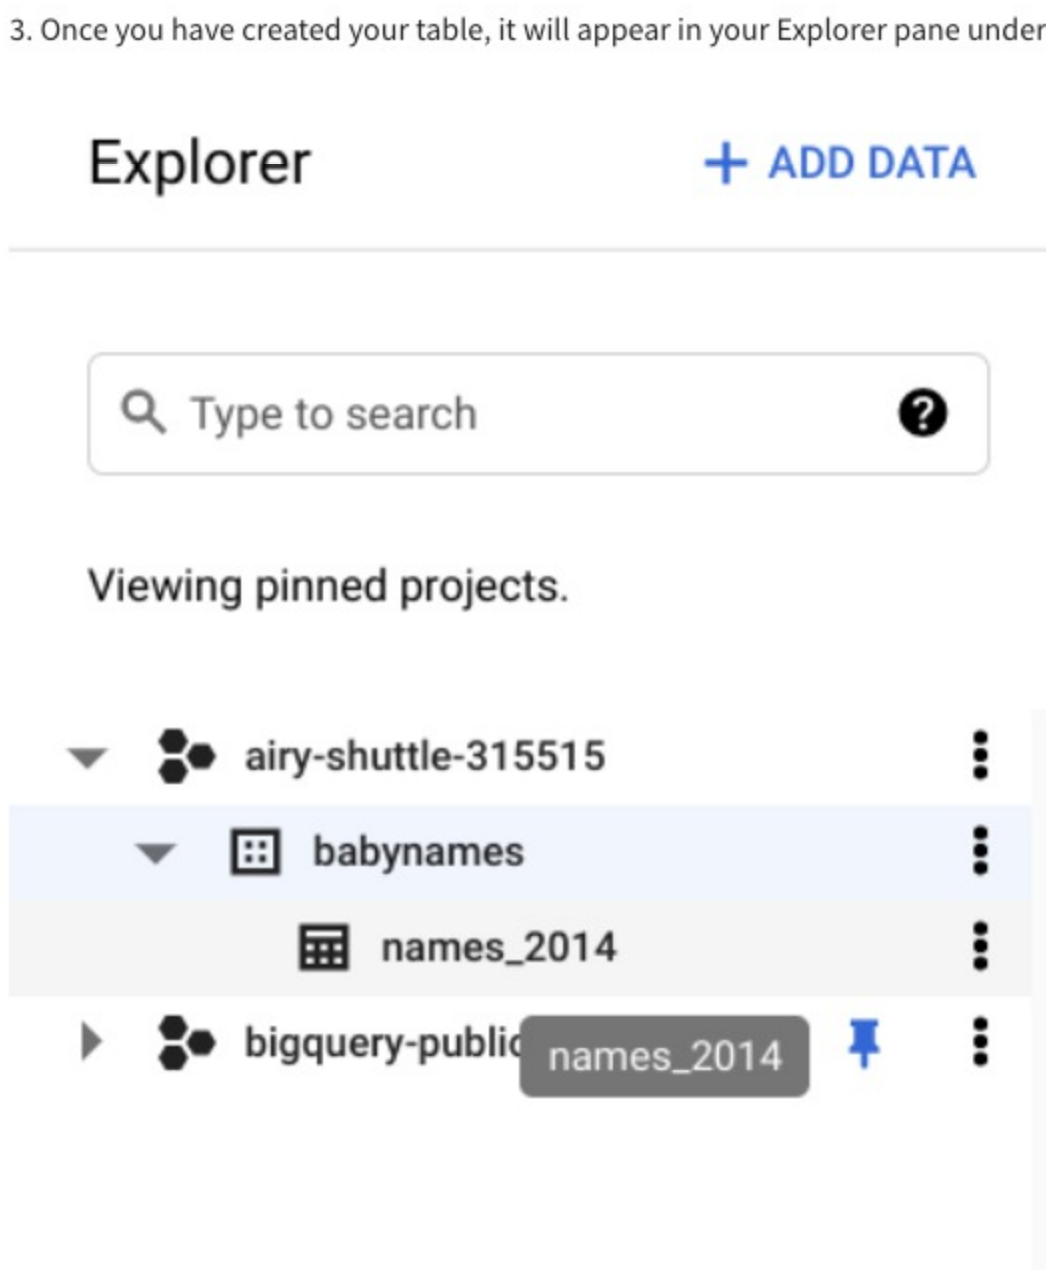 3. Once you have created your table, it will appear in your Explorer pane under
Explorer
+ ADD DATA
Type to search
?
Viewing pinned projects.
airy-shuttle-315515
babynames
names_2014
bigquery-public
names_2014